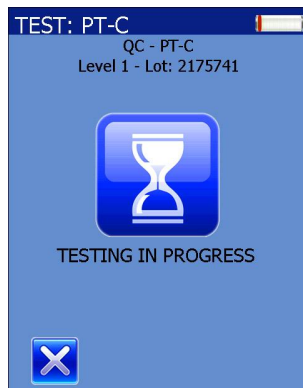 TEST: PT-C
QC - PT-C
Level 1 - Lot: 2175741
TESTING IN PROGRESS